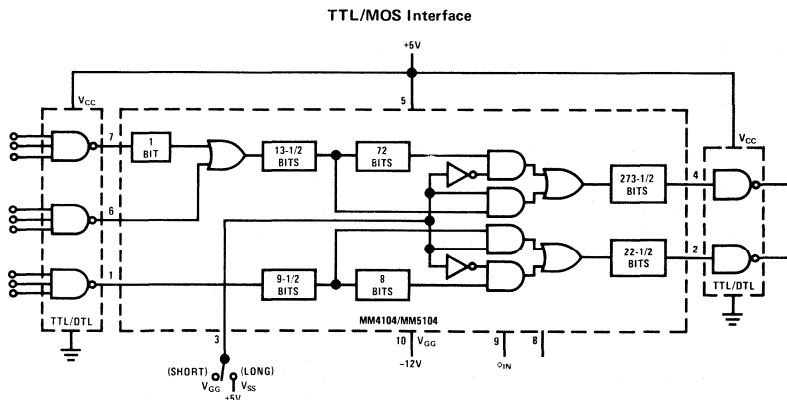 TTL/MOS Interface
+5V
VCC
5
7
1
BIT
13-1/2
BITS
72
BITS
VCC
4
273-1/2
BITS
6
2
22-1/2
BITS
1
9-1/2
BITS
8
BITS
TTL/DTL
TTL/DTL
MM4104/MM5104
3
10 VGG
9
8
-12V
ϕIN
(SHORT) (LONG)
VGG VSS
+5V